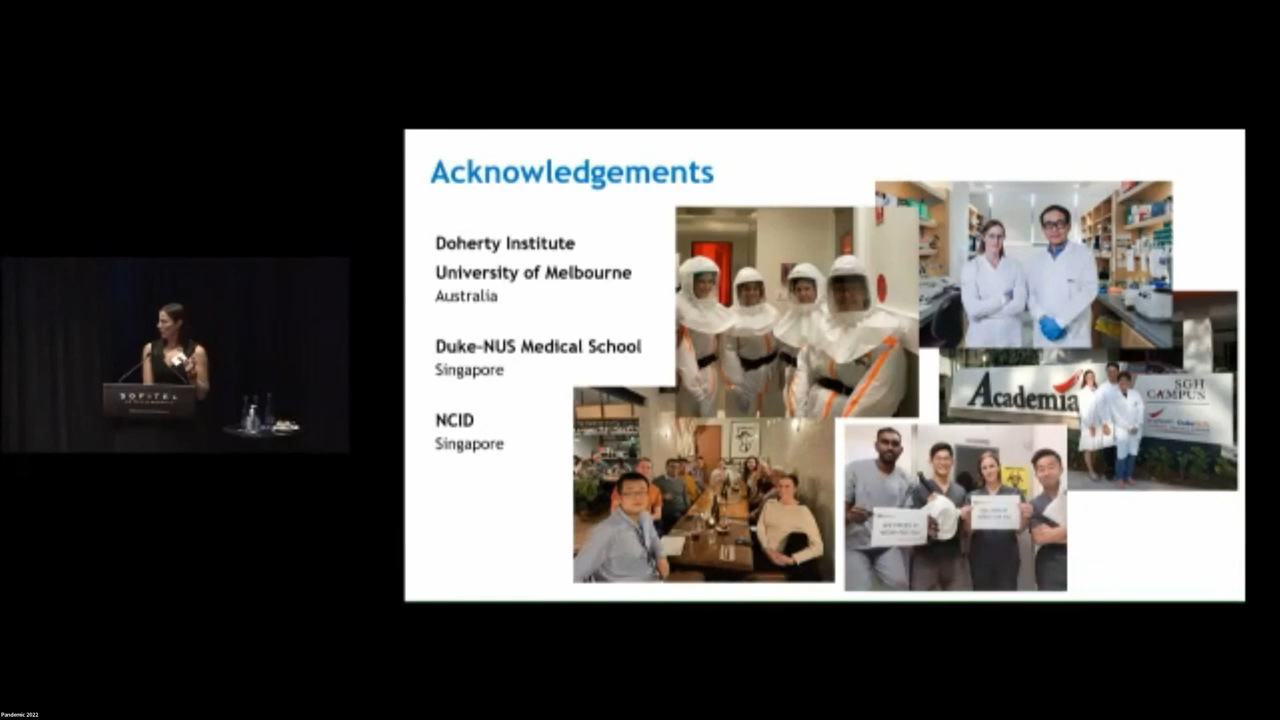 Acknowledgements
Doherty Institute
University of Melbourne
Australia
Duke-NUS Medical School
Singapore
NCID
Singapore
Academia
SGH
CAMPUS
SOFITEL
Pandemic 2022